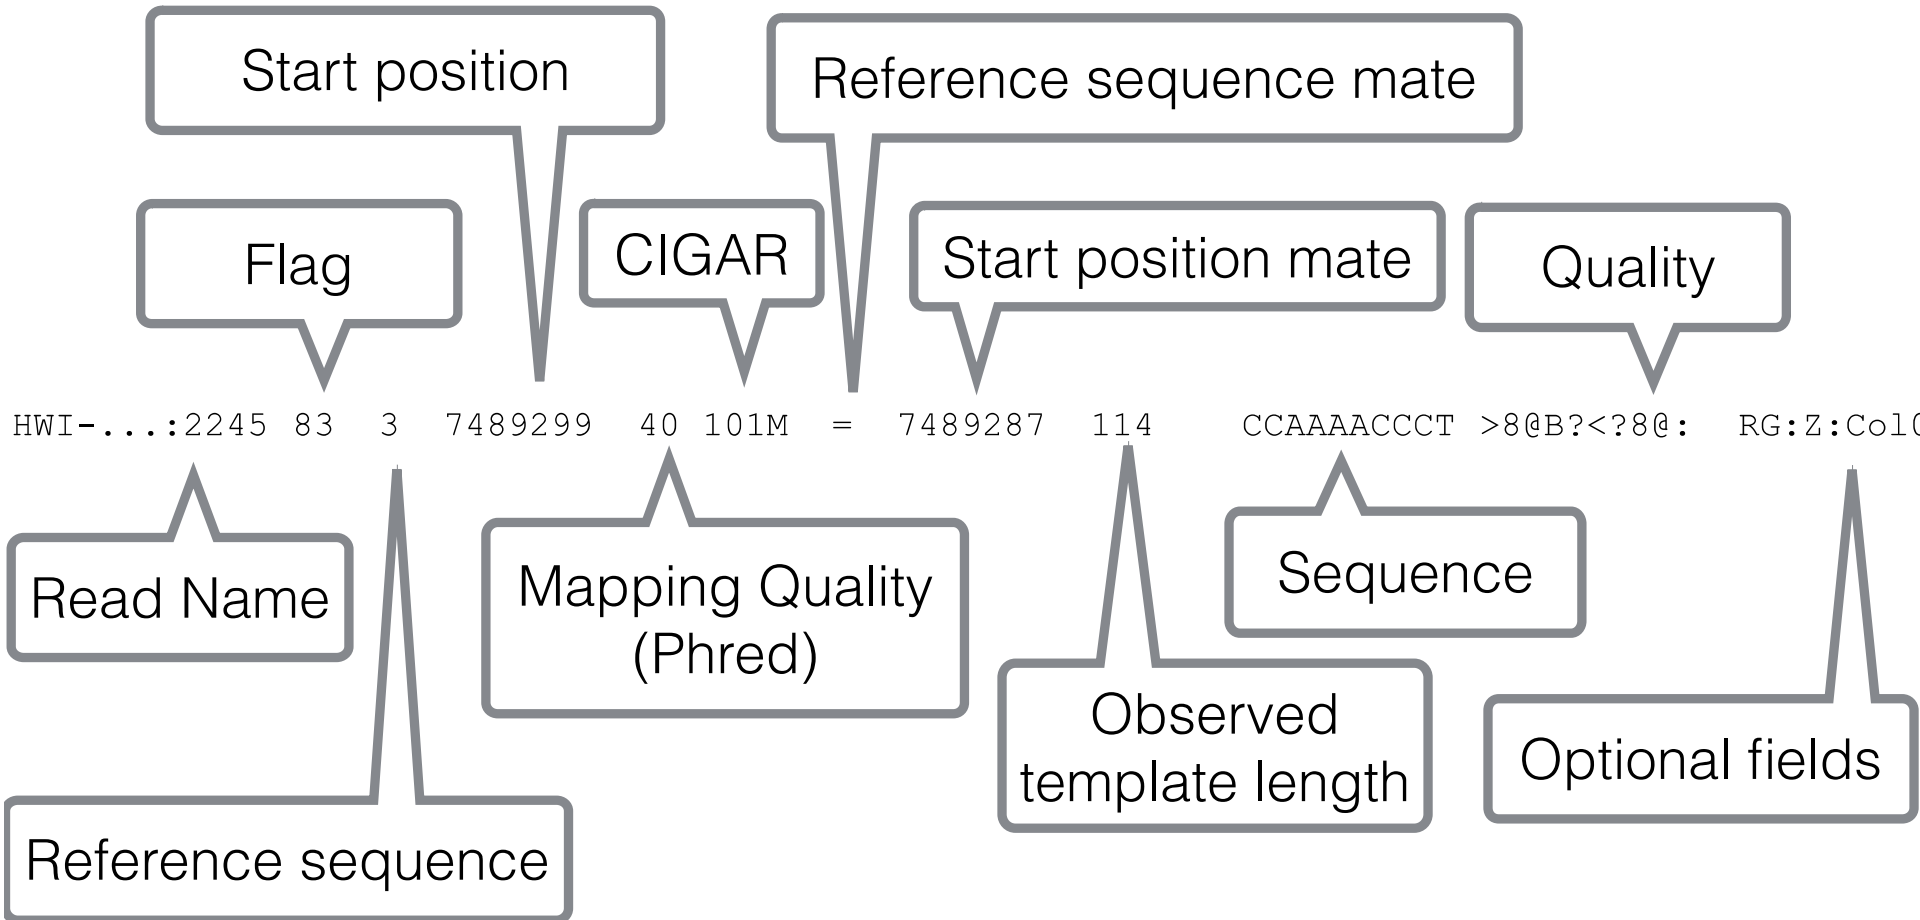 Start position
Reference sequence mate
Flag
CIGAR
Start position mate
Quality
HWI-...:2245 83 3 7489299 40 101M = 7489287 114 CCAAAACCCT >8@B?<?8@: RG:Z:Col0
Read Name
Mapping Quality
(Phred)
Sequence
Observed
template length
Optional fields
Reference sequence